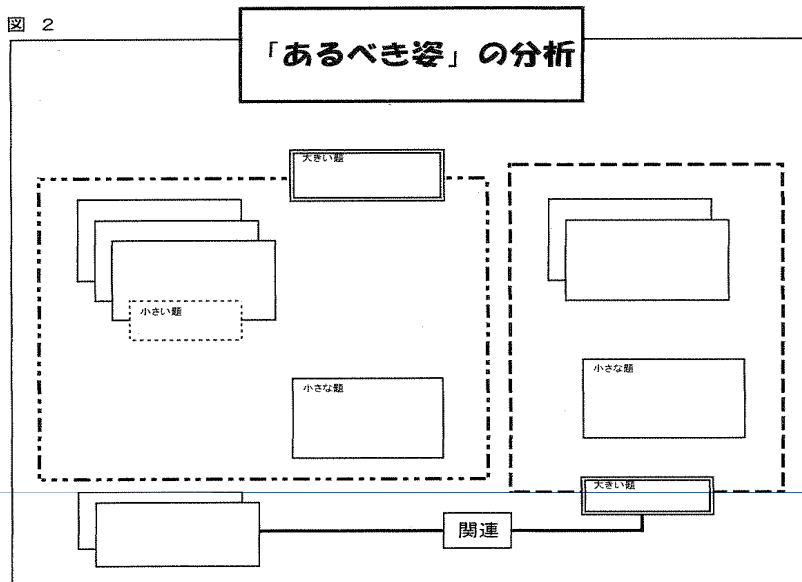 図 2
「あるべき姿」の分析
大きい題
小さい題
小さな題
小さな題
大きい題
関連